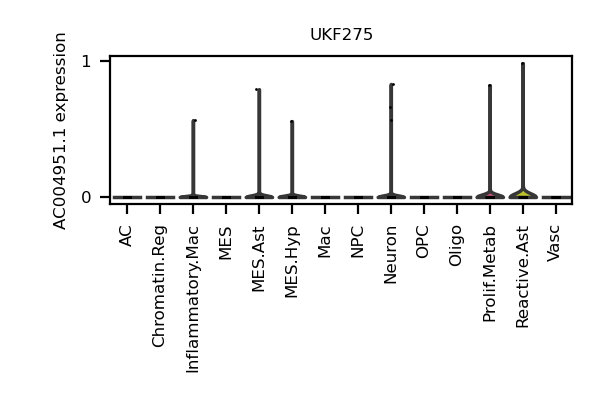 UKF275
AC004951.1 expression
1
0
AC
Chromatin.Reg
Inflammatory.Mac
MES
MES.Ast
MES.Hyp
Mac
NPC
Neuron
OPC
Oligo
Prolif.Metab
Reactive.Ast
Vasc